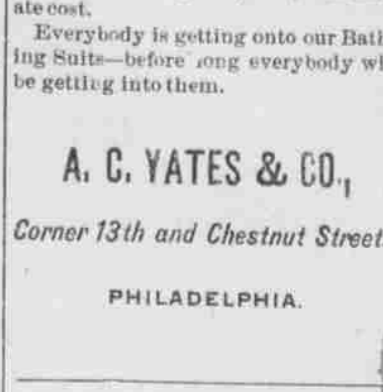 ate cost.
Everybody is getting onto our Bath
ing Suits—before long everybody wi
be getting into them.
A. C. YATES & CO.,
Corner 13th and Chestnut Street
PHILADELPHIA.